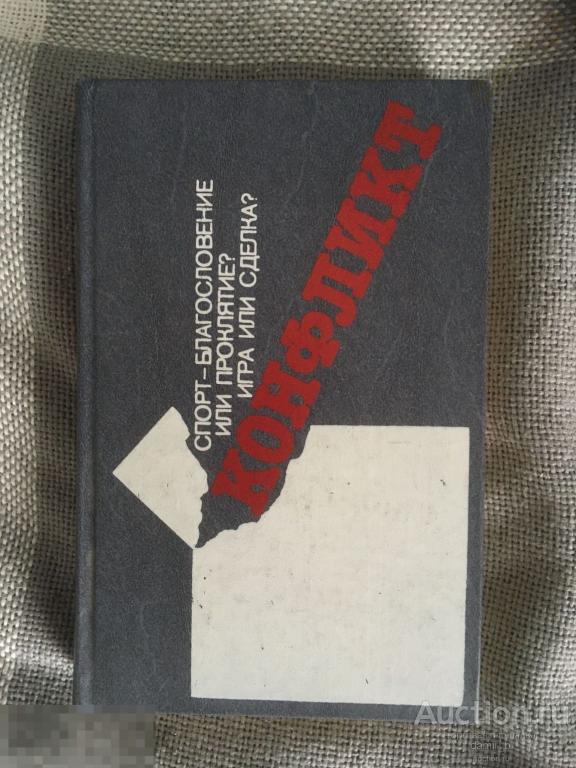 СПОРТ-БЛАГОСЛОВЕНИЕ
ИЛИ ПРОКЛЯТИЕ?
ИГРА ИЛИ СДЕЛКА?
КОНФЛИКТ
Auction.ru